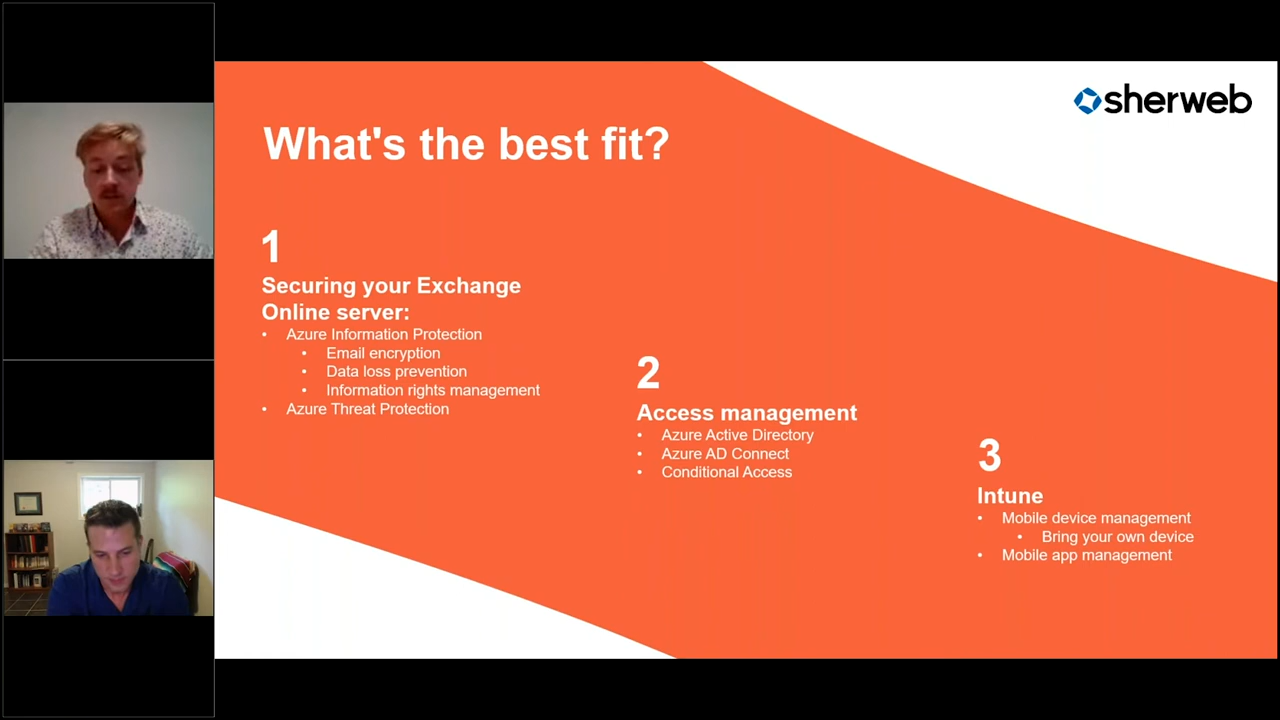 sherweb
What's the best fit?
1
Securing your Exchange
Online server:
• Azure Information Protection
• Email encryption
• Data loss prevention
• Information rights management
• Azure Threat Protection
2
Access management
• Azure Active Directory
• Azure AD Connect
• Conditional Access
3
Intune
• Mobile device management
• Bring your own device
• Mobile app management